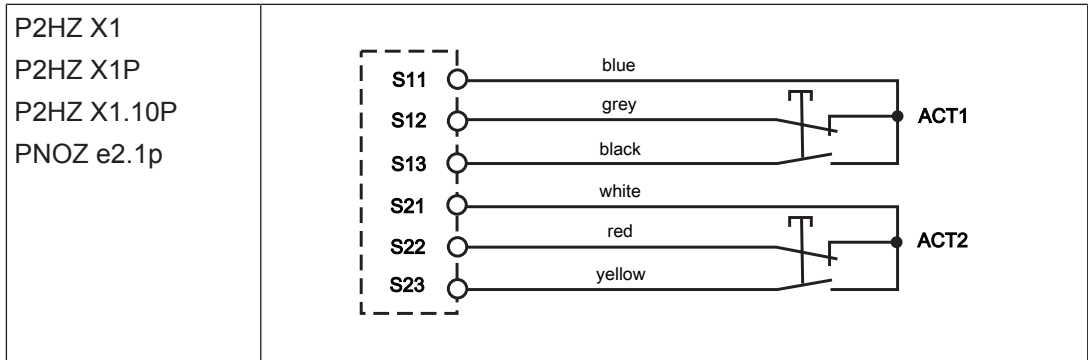 P2HZ X1
P2HZ X1P
P2HZ X1.10P
PNOZ e2.1p
S11 blue
S12 grey ACT1
S13 black
S21 white
S22 red ACT2
S23 yellow